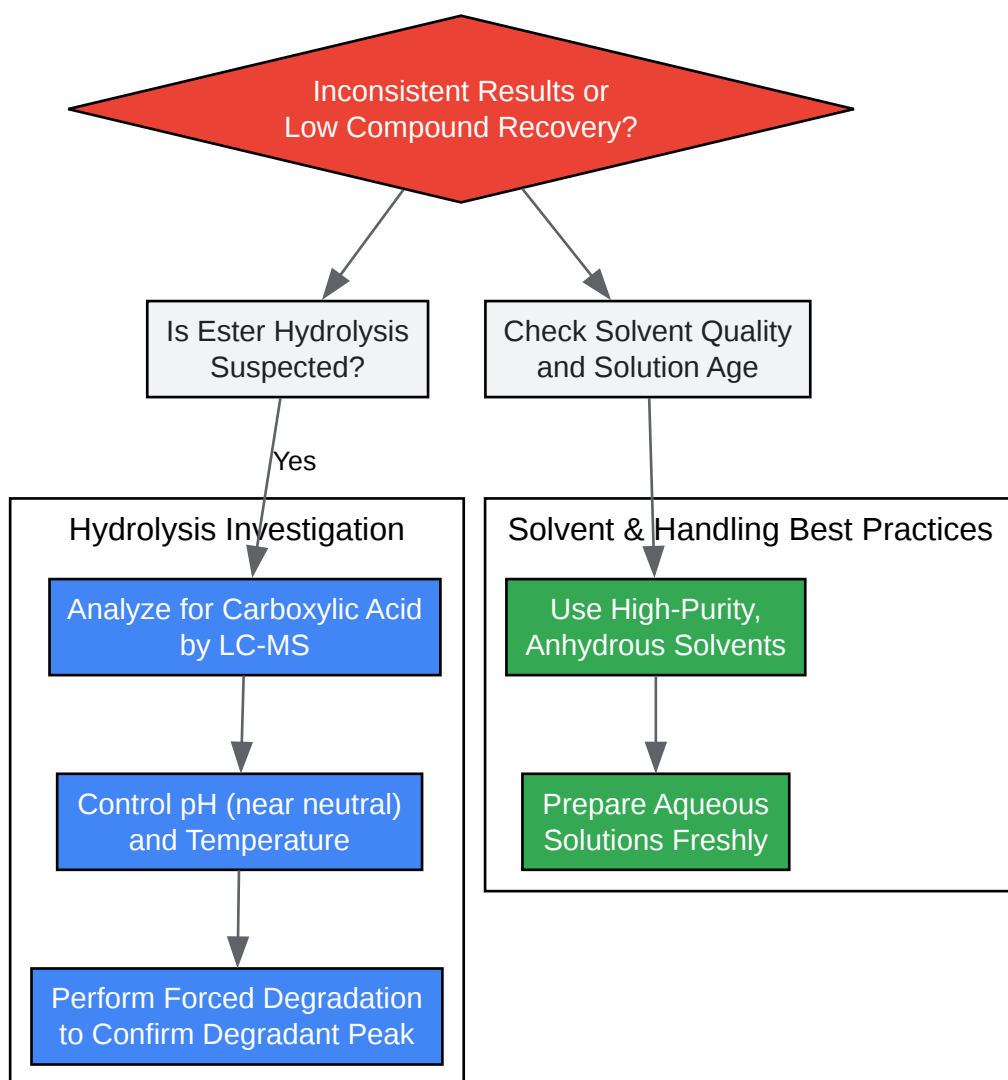 Inconsistent Results or
Low Compound Recovery?
Is Ester Hydrolysis
Suspected?
Check Solvent Quality
and Solution Age
Yes
Hydrolysis Investigation
Analyze for Carboxylic Acid
by LC-MS
Control pH (near neutral)
and Temperature
Perform Forced Degradation
to Confirm Degradant Peak
Solvent & Handling Best Practices
Use High-Purity,
Anhydrous Solvents
Prepare Aqueous
Solutions Freshly